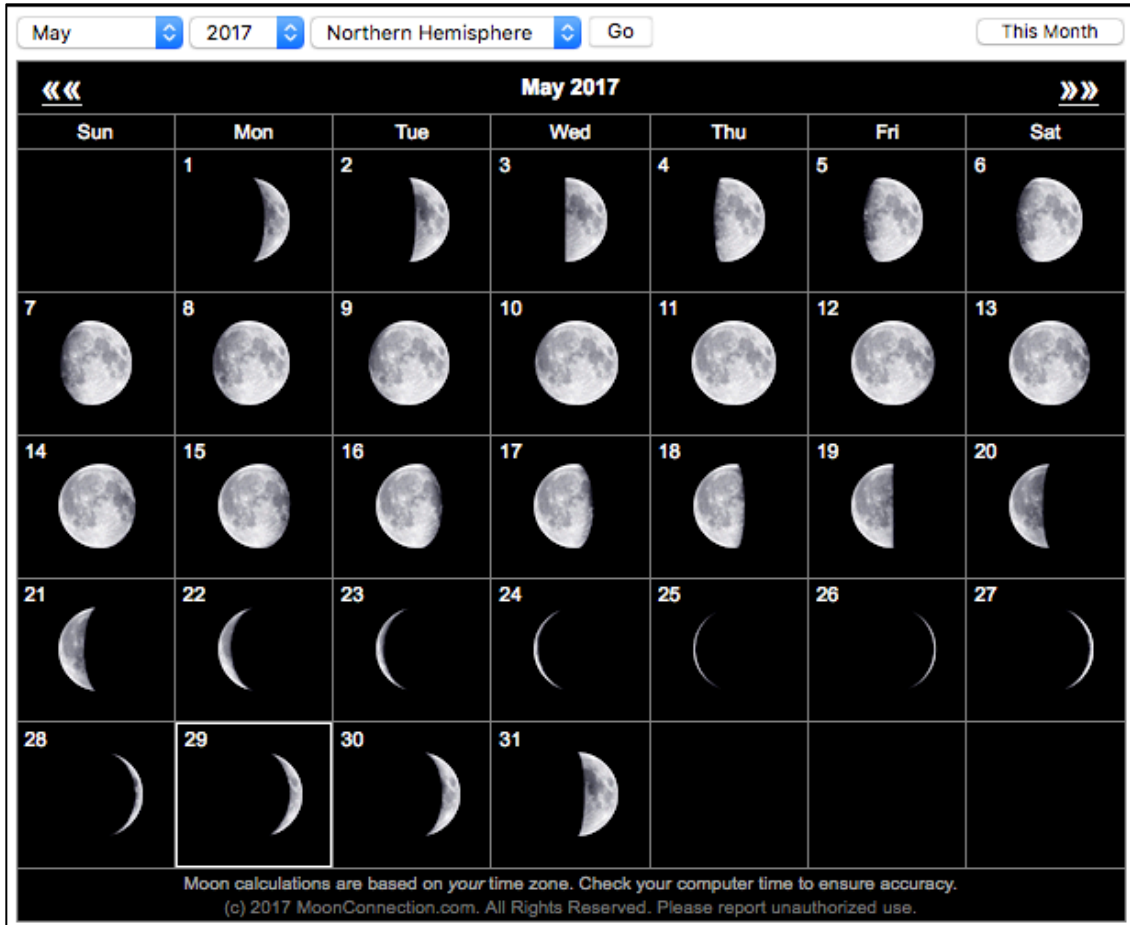 May 2017 Northern Hemisphere Go This Month
«« May 2017 »»
Sun Mon Tue Wed Thu Fri Sat
1 2 3 4 5 6
7 8 9 10 11 12 13
14 15 16 17 18 19 20
21 22 23 24 25 26 27
28 29 30 31
Moon calculations are based on your time zone. Check your computer time to ensure accuracy.
(c) 2017 MoonConnection.com. All Rights Reserved. Please report unauthorized use.